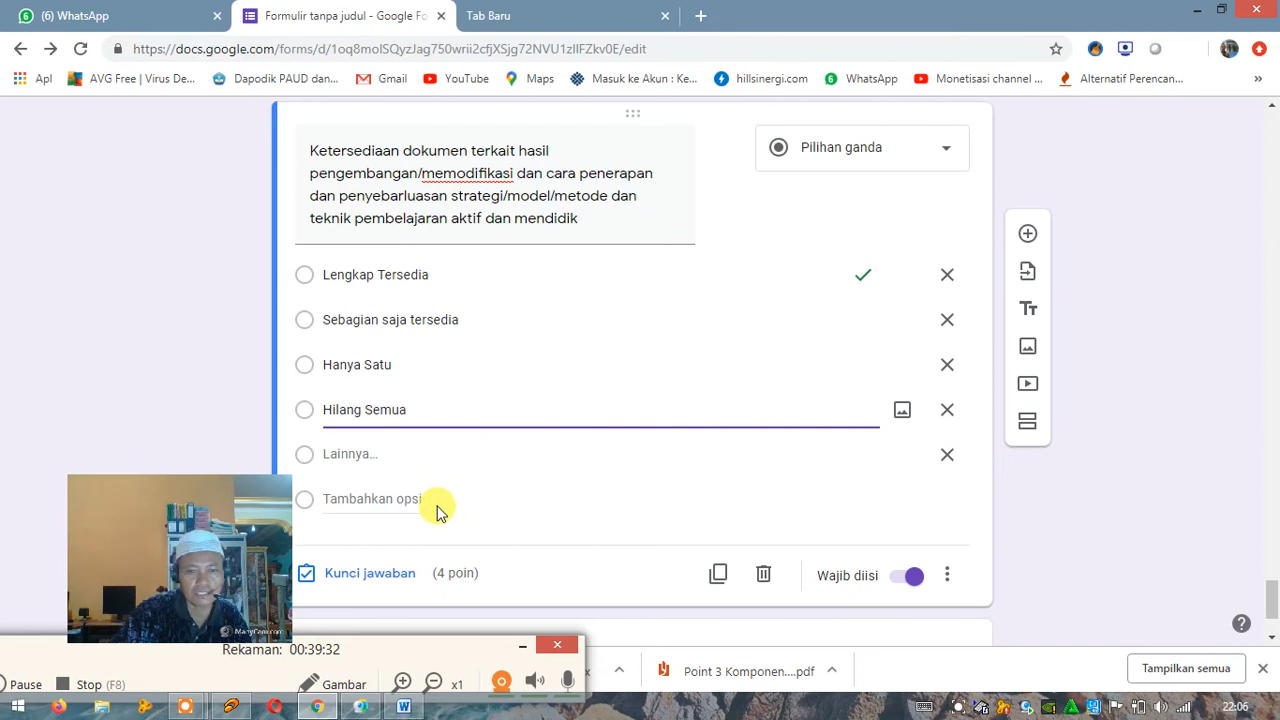 (1) WhatsApp
Formulir tanpa judul - Google Fo
Tab Baru
https://docs.google.com/forms/d/1oq8molSQyzJag750wrii2cfjXSjg72NVU1zlIFZkv0E/edit
Apl
AVG Free | Virus De...
Dapodik PAUD dan...
Gmail
YouTube
Maps
Masuk ke Akun : Ke...
hillsinergi.com
WhatsApp
Monetisasi channel ...
Alternatif Perencan...
»
Ketersediaan dokumen terkait hasil
pengembangan/memodifikasi dan cara penerapan
dan penyebarluasan strategi/model/metode dan
teknik pembelajaran aktif dan mendidik
Pilihan ganda
Lengkap Tersedia
Sebagian saja tersedia
Hanya Satu
Hilang Semua
Lainnya...
Tambahkan opsi
Kunci jawaban (4 poin)
Wajib diisi
ManyCam.com
Rekaman: 00:39:32
Pause
Stop (F8)
Gambar
x1
Point 3 Komponen....pdf
Tampilkan semua
22:06